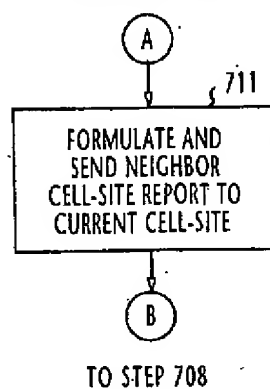 A
711
FORMULATE AND
SEND NEIGHBOR
CELL-SITE REPORT TO
CURRENT CELL-SITE
B
TO STEP 708